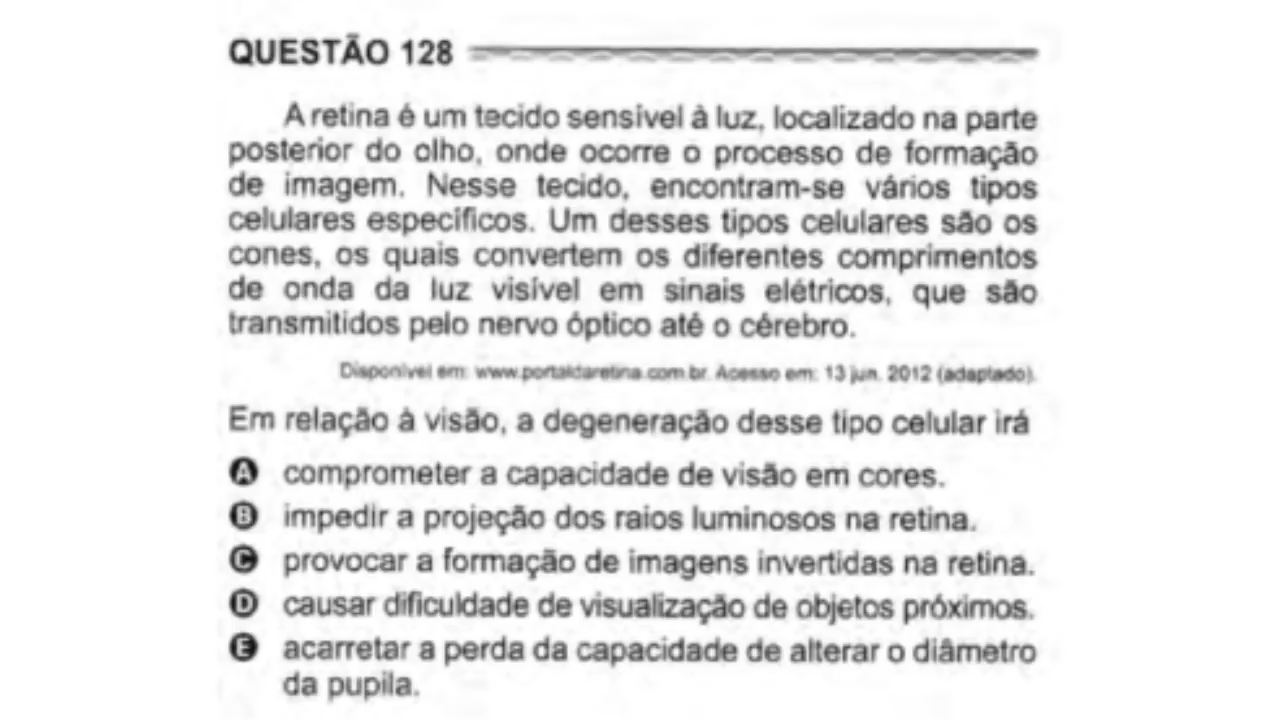 QUESTÃO 128
A retina é um tecido sensível à luz, localizado na parte
posterior do olho, onde ocorre o processo de formação
de imagem. Nesse tecido, encontram-se vários tipos
celulares específicos. Um desses tipos celulares são os
cones, os quais convertem os diferentes comprimentos
de onda da luz visível em sinais elétricos, que são
transmitidos pelo nervo óptico até o cérebro.
Disponível em: www.portaldaretina.com.br. Acesso em: 13 jun. 2012 (adaptado).
Em relação à visão, a degeneração desse tipo celular irá
A comprometer a capacidade de visão em cores.
B impedir a projeção dos raios luminosos na retina.
C provocar a formação de imagens invertidas na retina.
D causar dificuldade de visualização de objetos próximos.
E acarretar a perda da capacidade de alterar o diâmetro
da pupila.